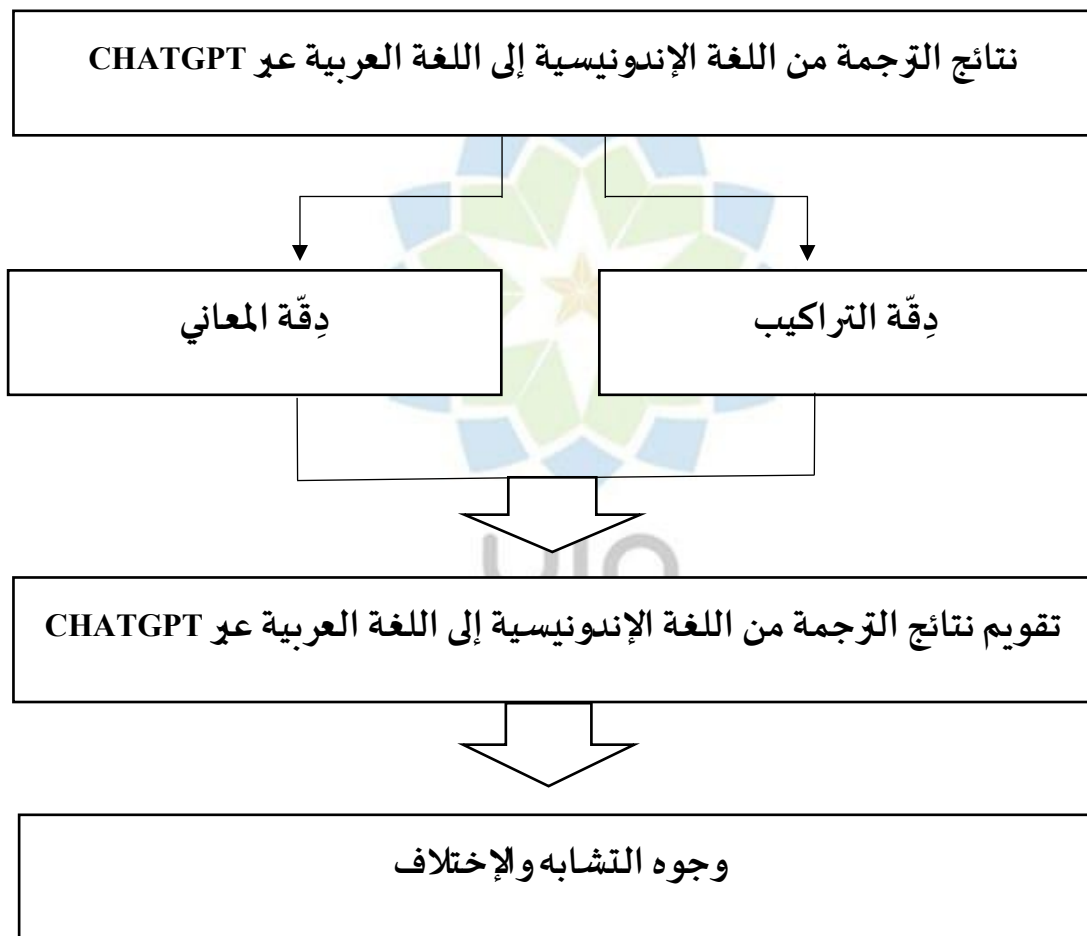 نتائج الترجمة من اللغة الإندونيسية إلى اللغة العربية عبر CHATGPT
دِقّة التراكيب
دِقّة المعاني
uin
تقويم نتائج الترجمة من اللغة الإندونيسية إلى اللغة العربية عبر CHATGPT
وجوه التشابه والإختلاف